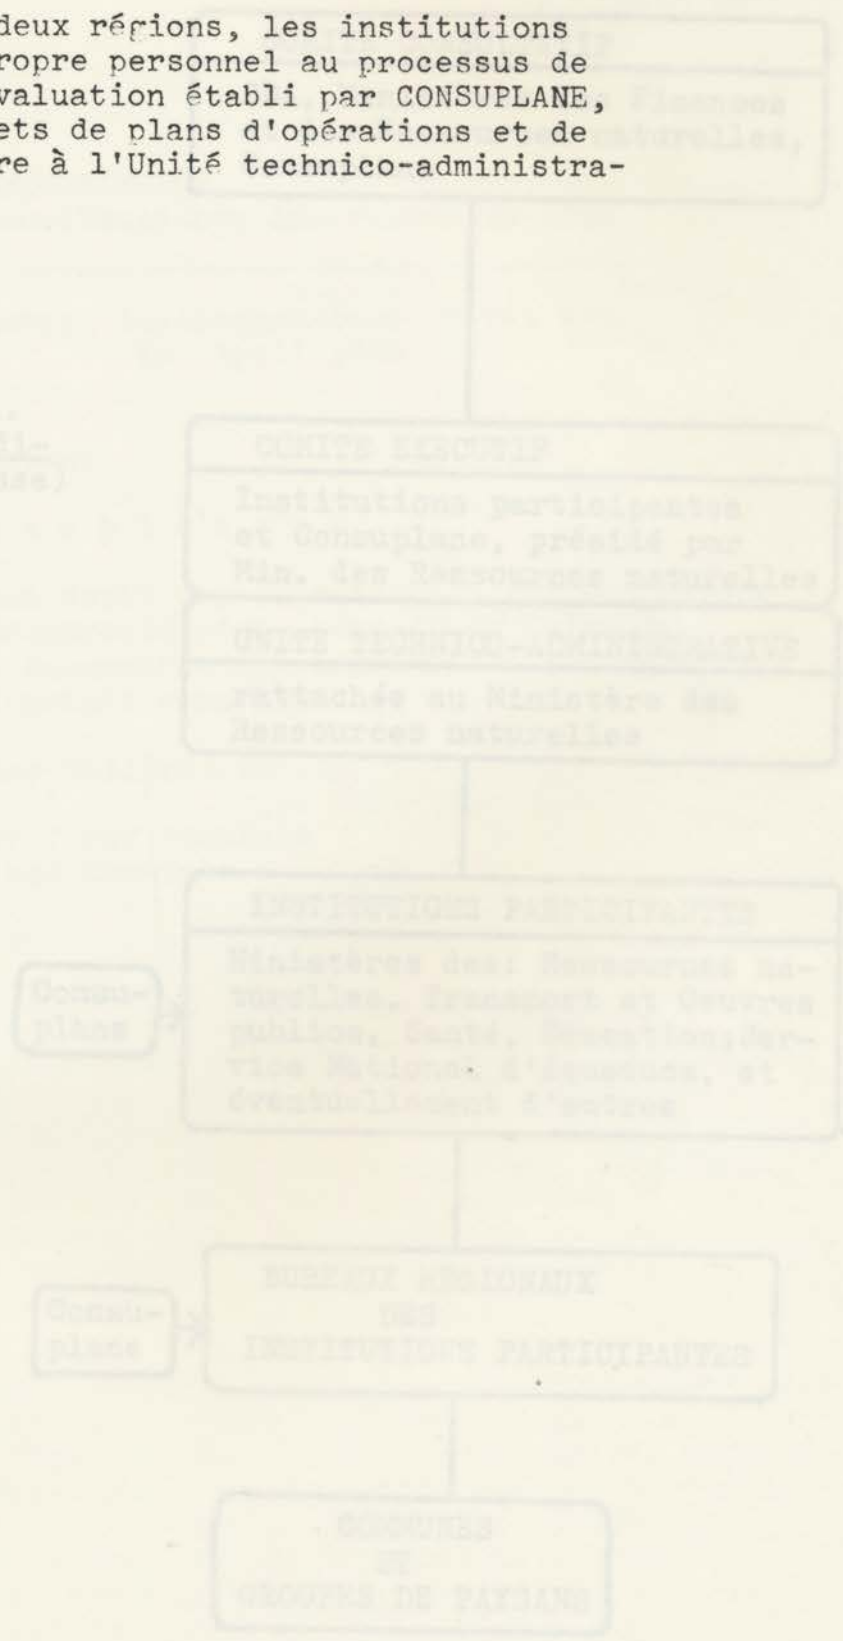 deux régions, les institutions
ropre personnel au processus de
valuation établi par CONSUPLANE,
ets de plans d'opérations et de
re à l'Unité technico-administra-
Finances
naturelles,
COMITE EXECUTIF
Institutions participantes
et Consuplane, présidé par
Min. des Ressources naturelles
UNITE TECHNICO-ADMINISTRATIVE
rattachée au Ministère des
Ressources naturelles
INSTITUTIONS PARTICIPANTES
Ministères des: Ressources na-
turelles, Transport et Oeuvres
publics, Santé, Education; Ser-
vice National d'Aqueducs, et
éventuellement d'autres
Consu-
plane
BUREAUX REGIONAUX
DES
INSTITUTIONS PARTICIPANTES
Consu-
plane
COMMUNES
ET
GROUPES DE PAYSANS